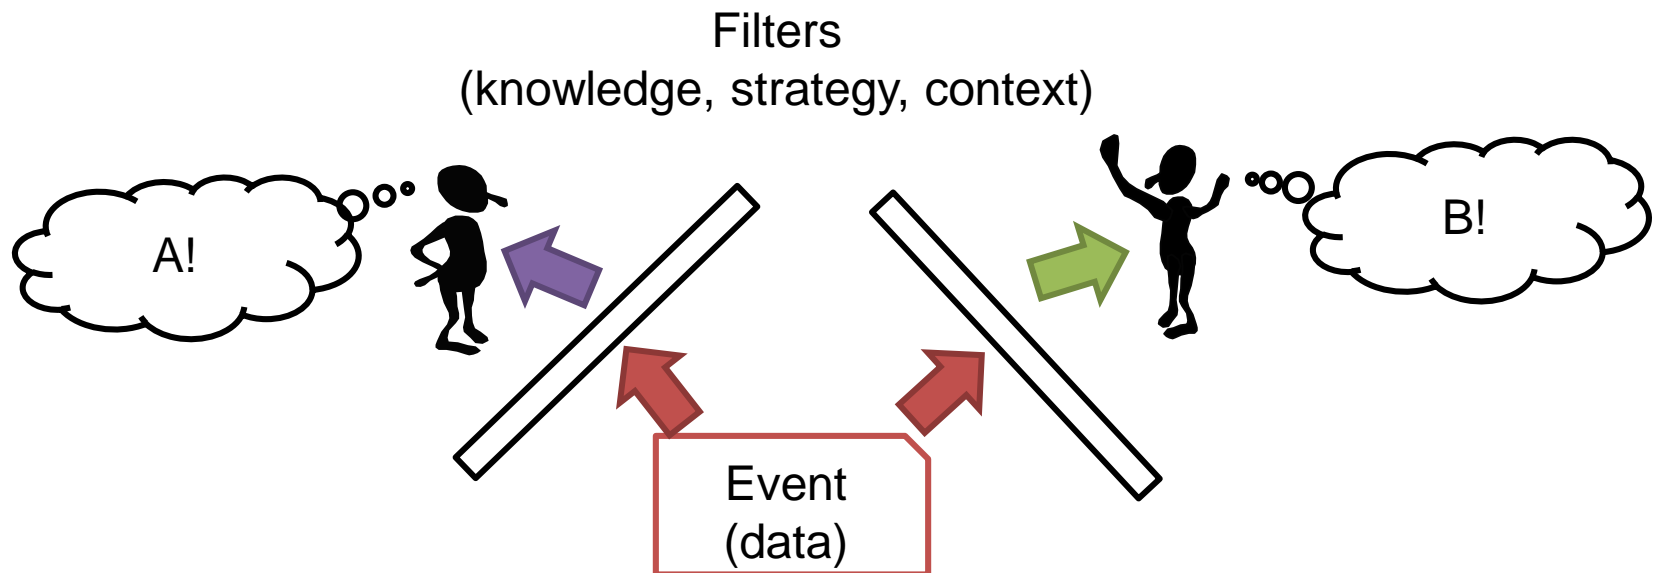 Filters
(knowledge, strategy, context)
A!
B!
Event
(data)